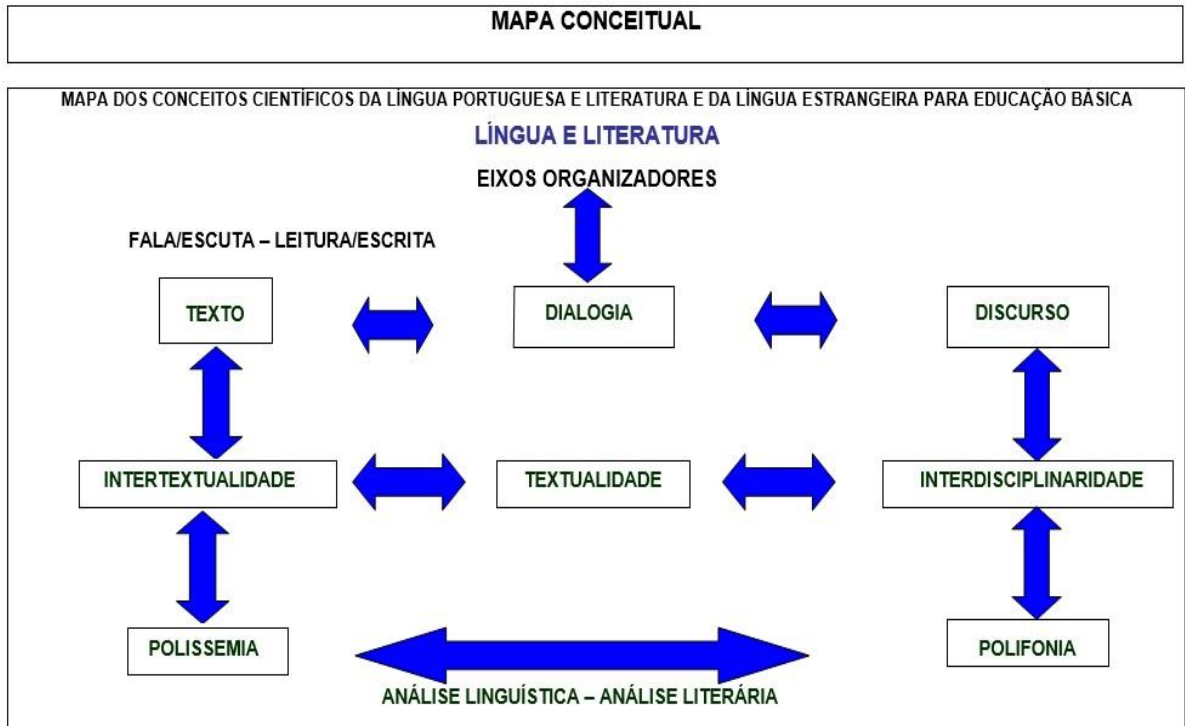 MAPA CONCEITUAL
MAPA DOS CONCEITOS CIENTÍFICOS DA LÍNGUA PORTUGUESA E LITERATURA E DA LÍNGUA ESTRANGEIRA PARA EDUCAÇÃO BÁSICA
LÍNGUA E LITERATURA
EIXOS ORGANIZADORES
FALA/ESCUTA – LEITURA/ESCRITA
TEXTO
DIALOGIA
DISCURSO
INTERTEXTUALIDADE
TEXTUALIDADE
INTERDISCIPLINARIDADE
POLISSEMIA
POLIFONIA
ANÁLISE LINGUÍSTICA – ANÁLISE LITERÁRIA